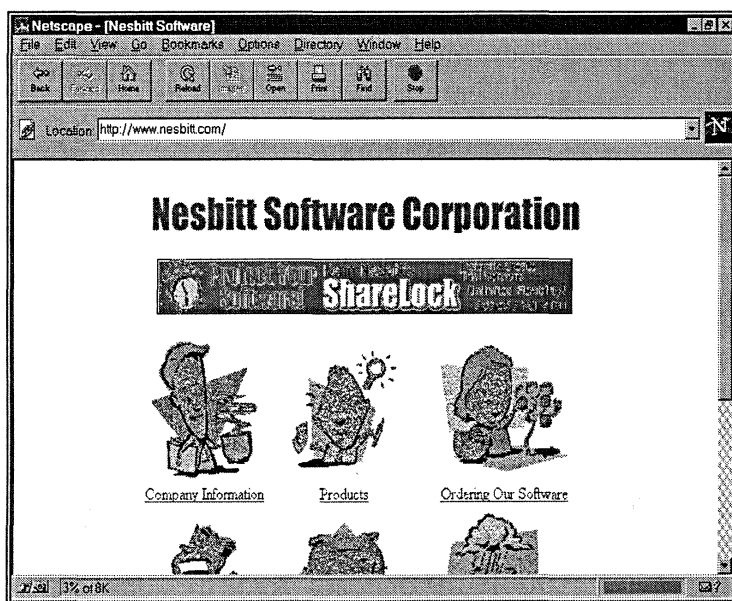 Netscape - [Nesbitt Software]
File Edit View Go Bookmarks Options Directory Window Help
Back Forward Home Reload Images Open Print Find Stop
Location: http://www.nesbitt.com/
Nesbitt Software Corporation
ShareLock
Company Information Products Ordering Our Software
3% of 8K